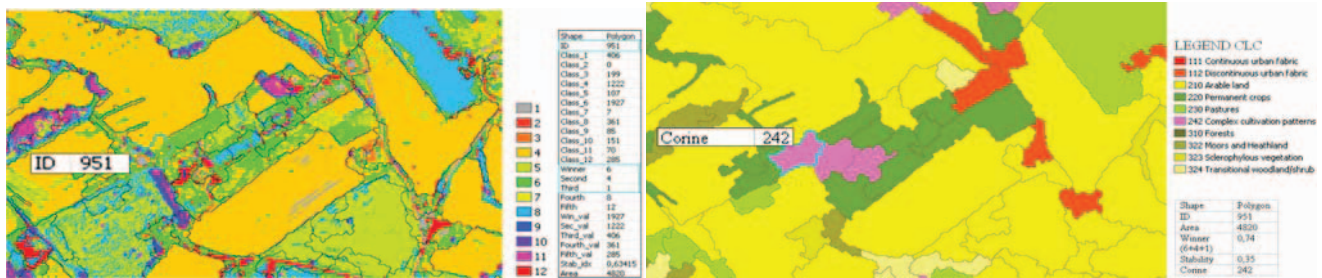 Shape Polygon
ID 951
Class_1 406
Class_2 0
Class_3 199
Class_4 1222
Class_5 107
Class_6 1927
Class_7 7
Class_8 361
Class_9 85
Class_10 151
Class_11 70
Class_12 285
Winner 6
Second 4
Third 1
Fourth 8
Fifth 12
Win_val 1927
Sec_val 1222
Third_val 406
Fourth_val 361
Fifth_val 285
Stab_idx 0,63415
Area 4820
1
2
3
4
5
6
7
8
9
10
11
12
ID 951
Corine 242
LEGEND CLC
111 Continuous urban fabric
112 Discontinuous urban fabric
210 Arable land
220 Permanent crops
230 Pastures
242 Complex cultivation patterns
310 Forests
322 Moors and Heathland
323 Sclerophylous vegetation
324 Transitional woodland/shrub
Shape Polygon
ID 951
Area 4820
Winner 0,74
(6+4+1)
Stability 0,35
Corine 242